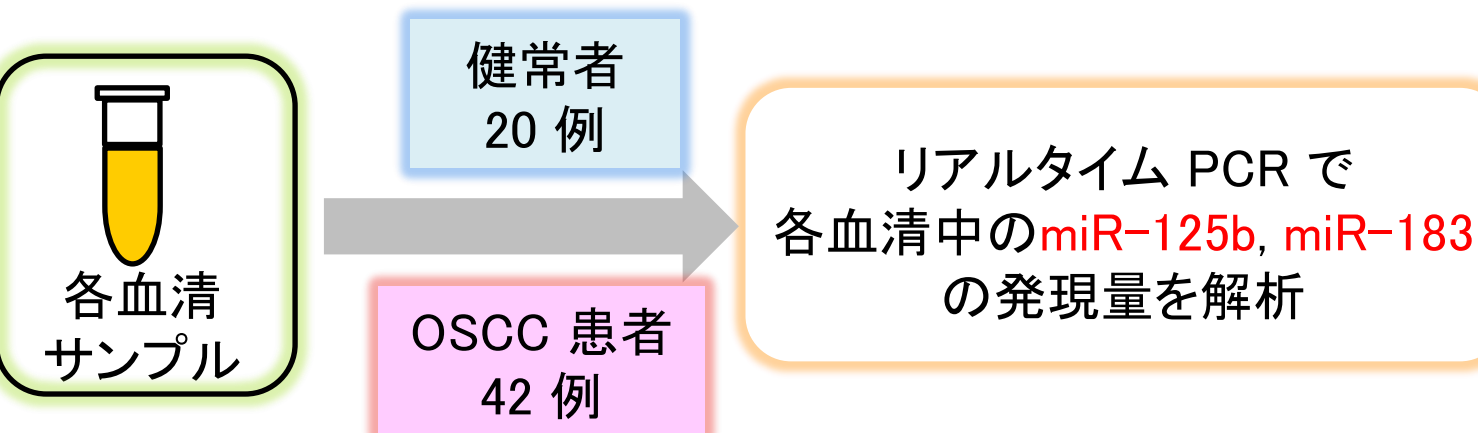 各血清
サンプル
健常者
20 例
OSCC 患者
42 例
リアルタイム PCR で
各血清中のmiR-125b, miR-183
の発現量を解析